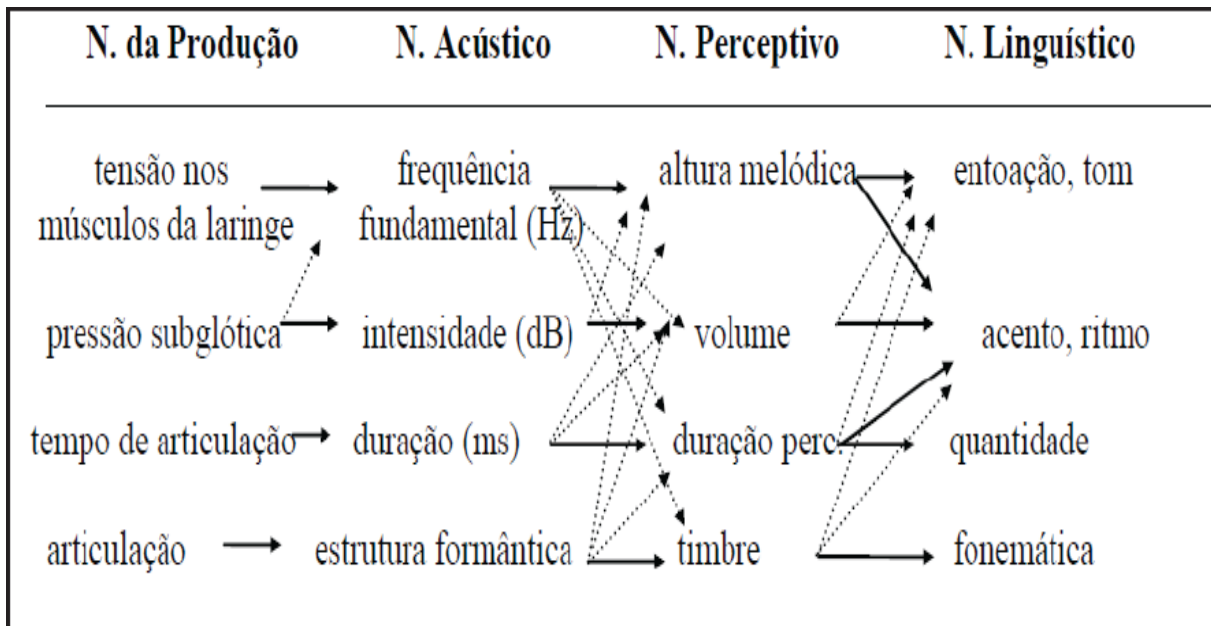 N. da Produção N. Acústico N. Perceptivo N. Linguístico
tensão nos frequência altura melódica entoação, tom
músculos da laringe fundamental (Hz)
pressão subglótica intensidade (dB) volume acento, ritmo
tempo de articulação duração (ms) duração perc. quantidade
articulação estrutura formântica timbre fonemática